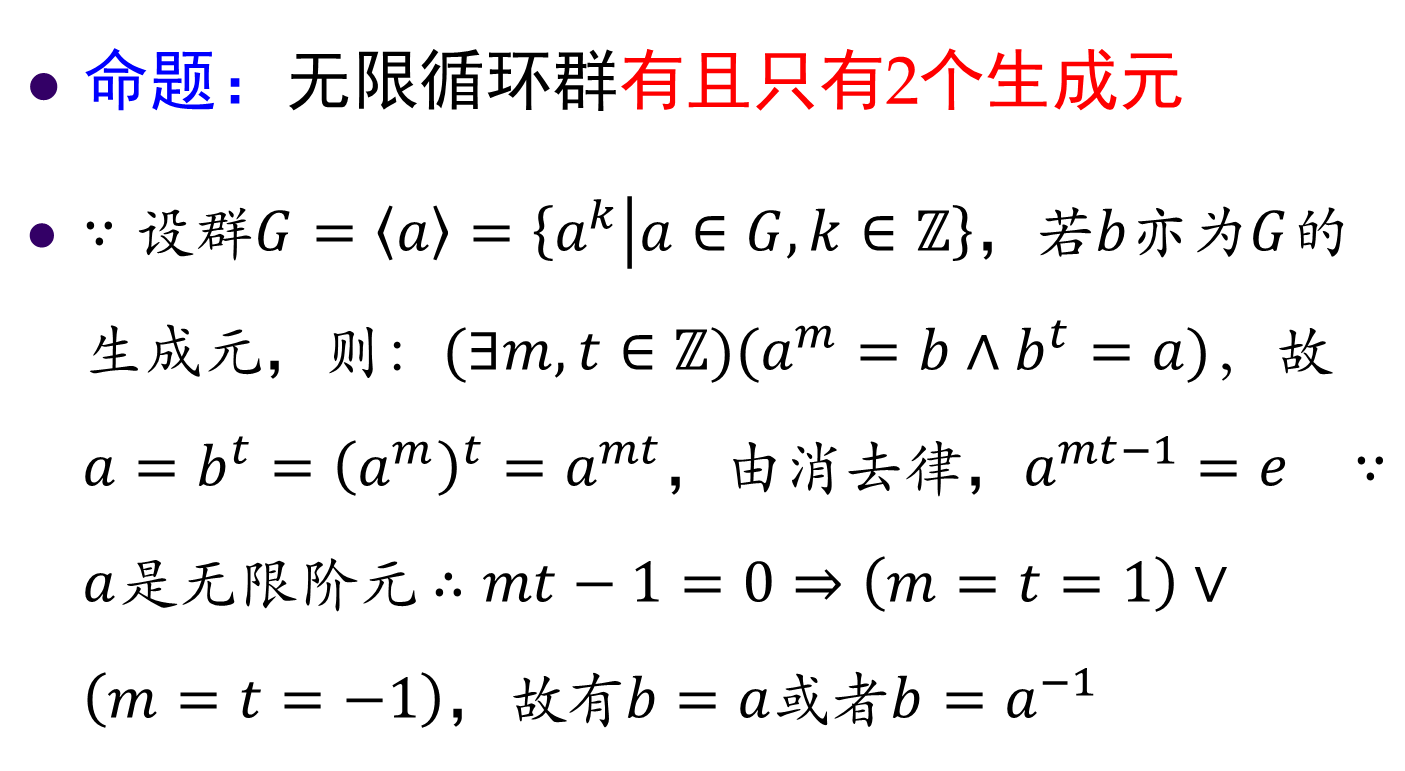 • 命题：无限循环群有且只有2个生成元
• ∵ 设群G = ⟨a⟩ = {a^k|a ∈ G, k ∈ ℤ}，若b亦为G的
生成元，则：(∃m, t ∈ ℤ)(a^m = b ∧ b^t = a)，故
a = b^t = (a^m)^t = a^{mt}，由消去律，a^{mt−1} = e ∵
a是无限阶元 ∴ mt − 1 = 0 ⇒ (m = t = 1) ∨
(m = t = −1)，故有b = a或者b = a^{−1}